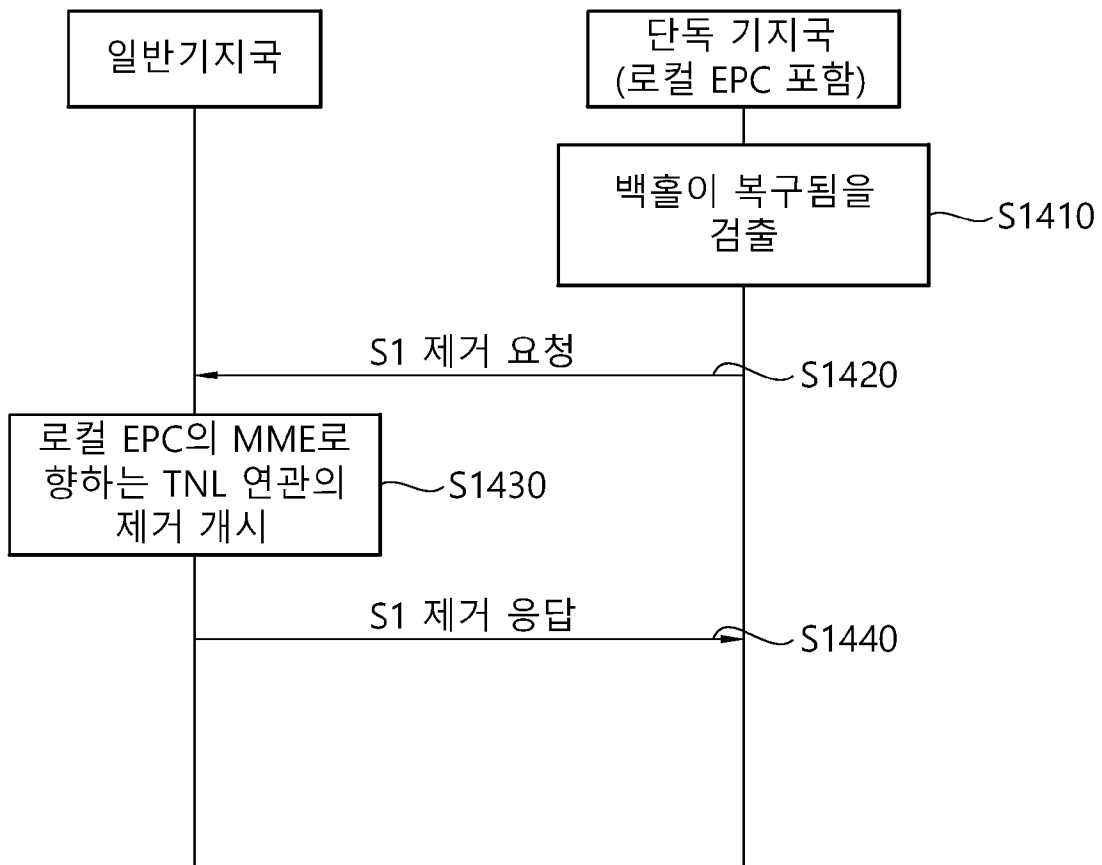 일반기지국
단독 기지국
(로컬 EPC 포함)
백홀이 복구됨을
검출
S1410
S1 제거 요청
S1420
로컬 EPC의 MME로
향하는 TNL 연관의
제거 개시
S1430
S1 제거 응답
S1440